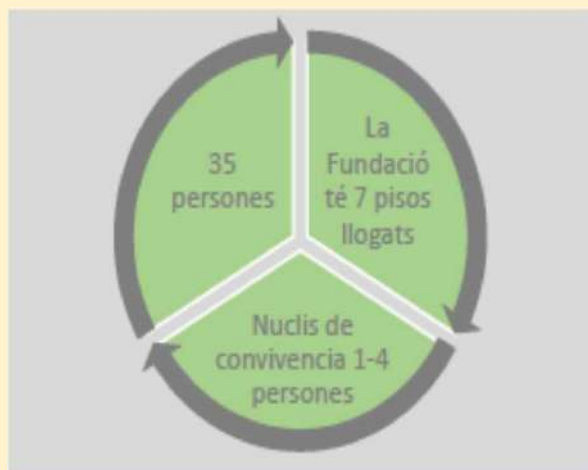 35
persones
La
Fundació
té 7 pisos
llogats
Nuclis de
convivencia 1-4
persones